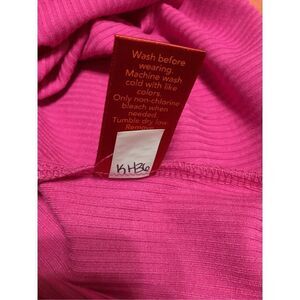 Wash before
wearing.
Machine wash
cold with like
colors.
Only non-chlorine
bleach when
needed.
Tumble dry low.
Remove
KH36